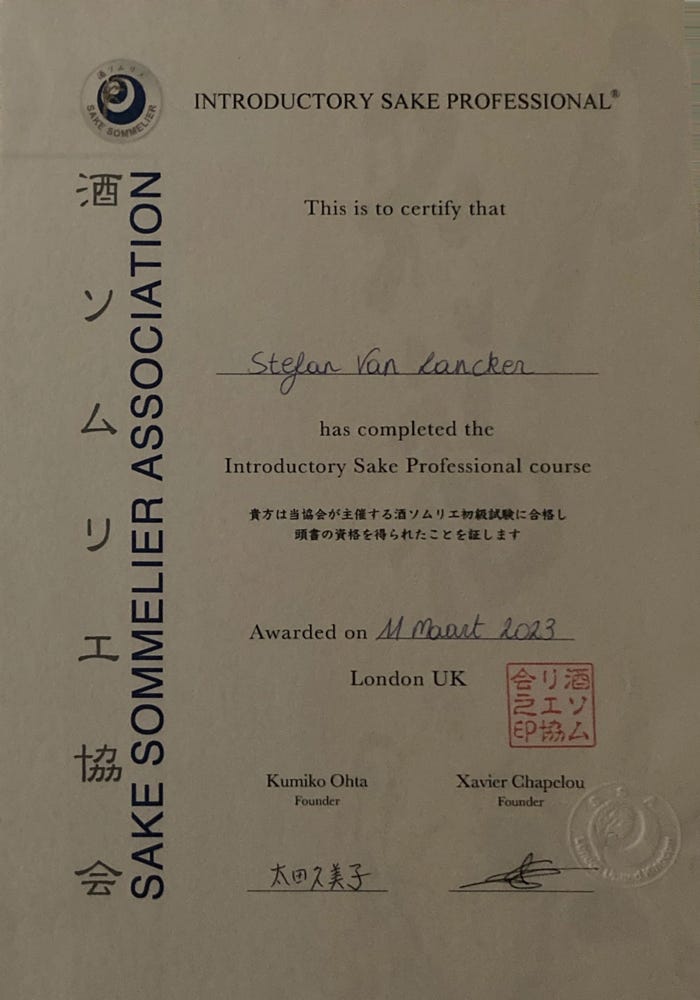 酒ソムリエ
SAKE SOMMELIER
INTRODUCTORY SAKE PROFESSIONAL®
酒ソムリエ協会
SAKE SOMMELIER ASSOCIATION
This is to certify that
Stefan Van Lancker
has completed the
Introductory Sake Professional course
貴方は当協会が主催する酒ソムリエ初級試験に合格し
頭書の資格を得られたことを証します
Awarded on 11 Maart 2023
London UK
酒ソム
リエ協
会之印
Kumiko Ohta
Founder
Xavier Chapelou
Founder
太田久美子